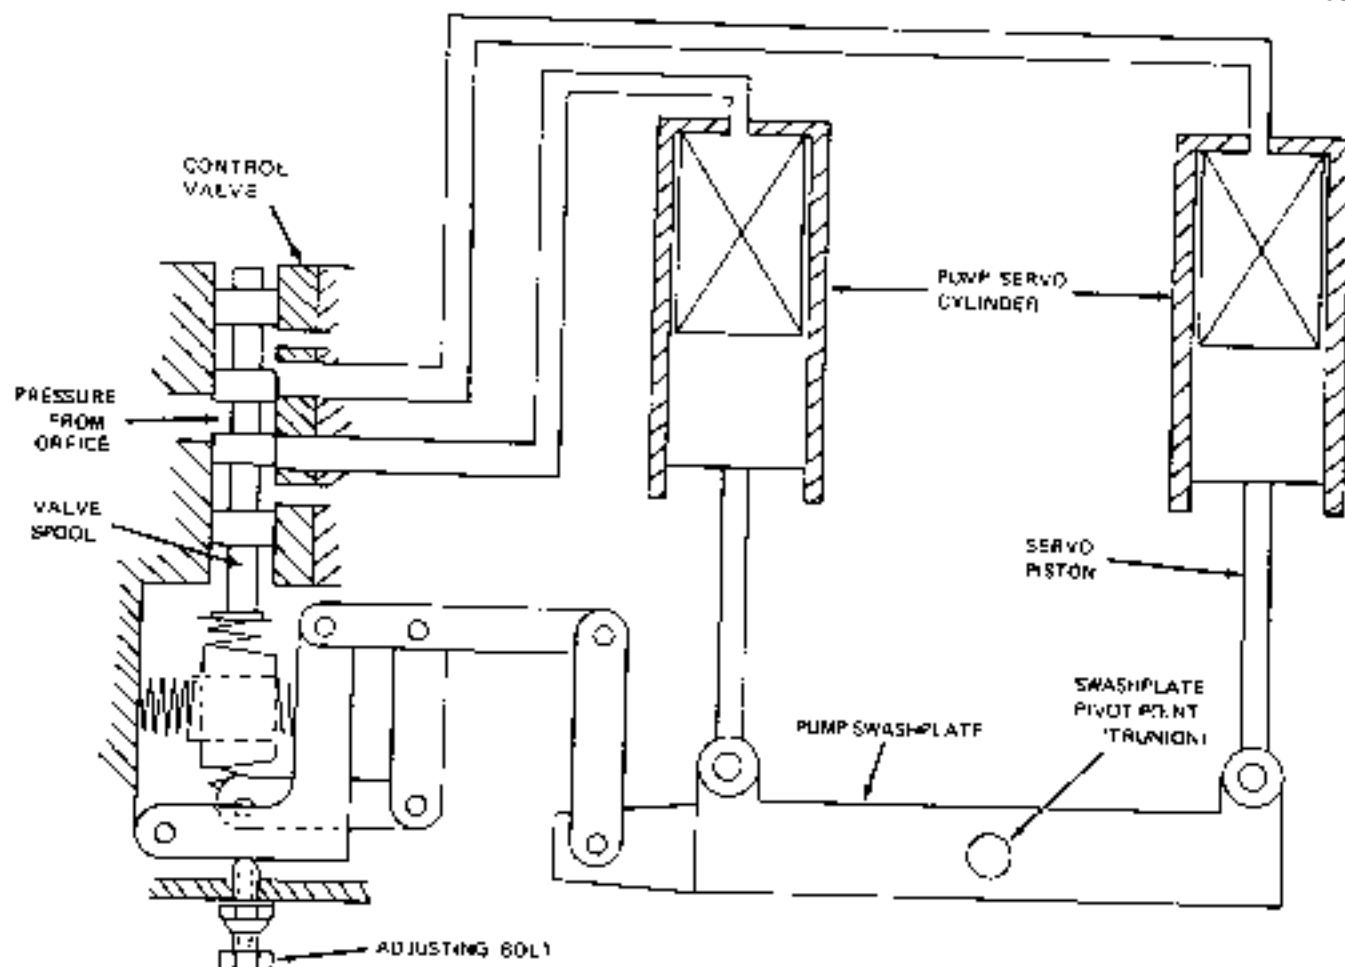 CONTROL
VALVE
PUMP SERVO
CYLINDER
PRESSURE
FROM
ORFICE
VALVE
SPOOL
SERVO
PISTON
SWASHPLATE
PIVOT POINT
(TRUNION)
PUMP SWASHPLATE
ADJUSTING BOLT